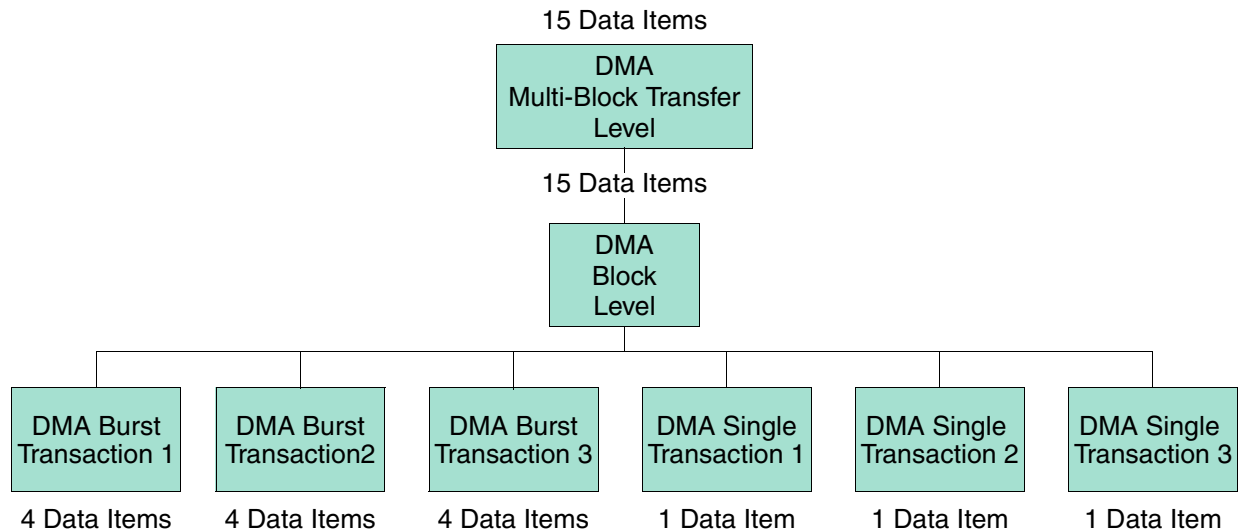 15 Data Items
DMA
Multi-Block Transfer
Level
15 Data Items
DMA
Block
Level
DMA Burst
Transaction 1
DMA Burst
Transaction2
DMA Burst
Transaction 3
DMA Single
Transaction 1
DMA Single
Transaction 2
DMA Single
Transaction 3
4 Data Items
4 Data Items
4 Data Items
1 Data Item
1 Data Item
1 Data Item